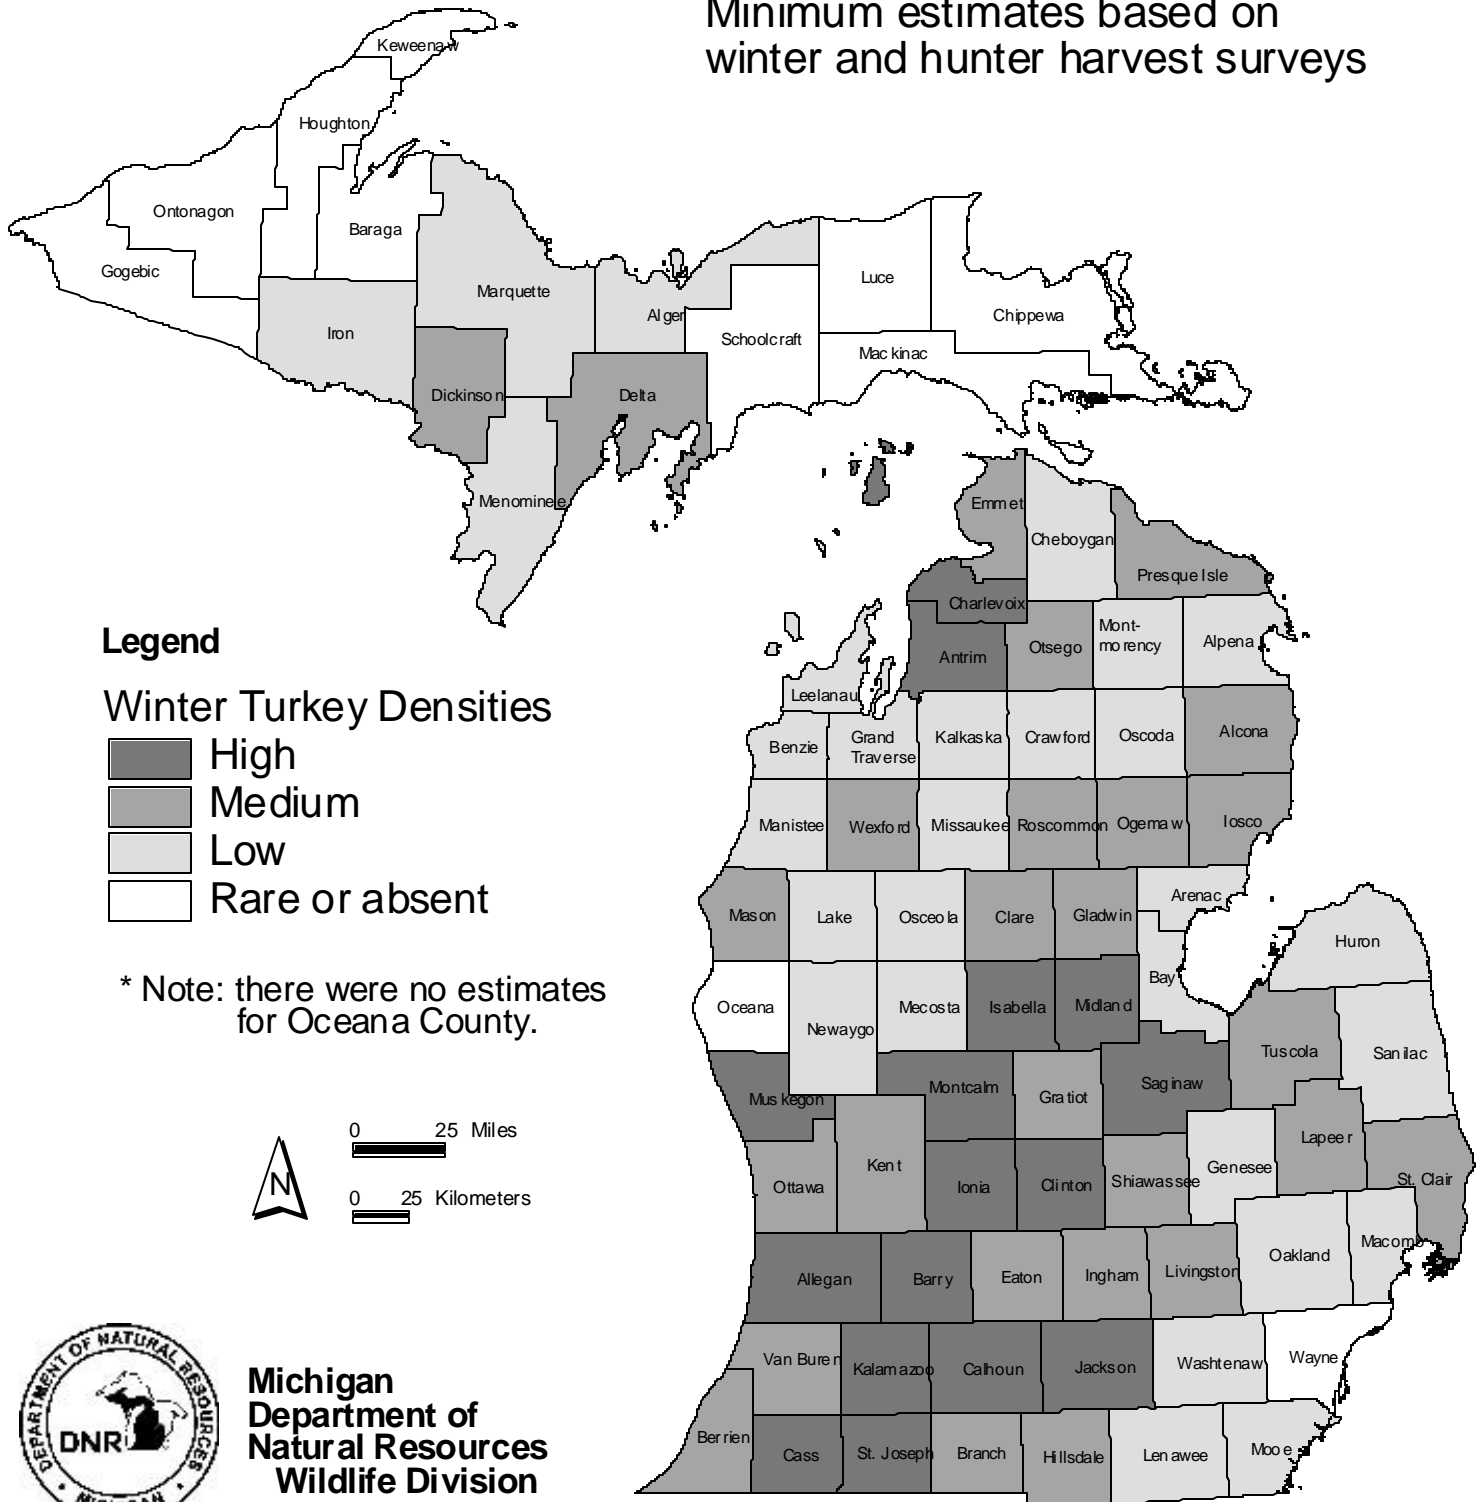 Minimum estimates based on
winter and hunter harvest surveys
Keweenaw
Houghton
Ontonagon
Baraga
Gogebic
Marquette
Iron
Alger
Luce
Chippewa
Schoolcraft
Mackinac
Dickinson
Delta
Menominee
Emmet
Cheboygan
Presque Isle
Charlevoix
Antrim
Otsego
Mont-
morency
Alpena
Leelanau
Benzie
Grand
Traverse
Kalkaska
Crawford
Oscoda
Alcona
Manistee
Wexford
Missaukee
Roscommon
Ogemaw
Iosco
Mason
Lake
Osceola
Clare
Gladwin
Arenac
Huron
Oceana
Newaygo
Mecosta
Isabella
Midland
Bay
Tuscola
Sanilac
Muskegon
Montcalm
Gratiot
Saginaw
Lapeer
Ottawa
Kent
Ionia
Clinton
Shiawassee
Genesee
St. Clair
Allegan
Barry
Eaton
Ingham
Livingston
Oakland
Macomb
Van Buren
Kalamazoo
Calhoun
Jackson
Washtenaw
Wayne
Berrien
Cass
St. Joseph
Branch
Hillsdale
Lenawee
Mooe
Legend
Winter Turkey Densities
High
Medium
Low
Rare or absent
* Note: there were no estimates
for Oceana County.
0 25 Miles
0 25 Kilometers
N
DEPARTMENT OF NATURAL RESOURCES
DNR
MICHIGAN
Michigan
Department of
Natural Resources
Wildlife Division